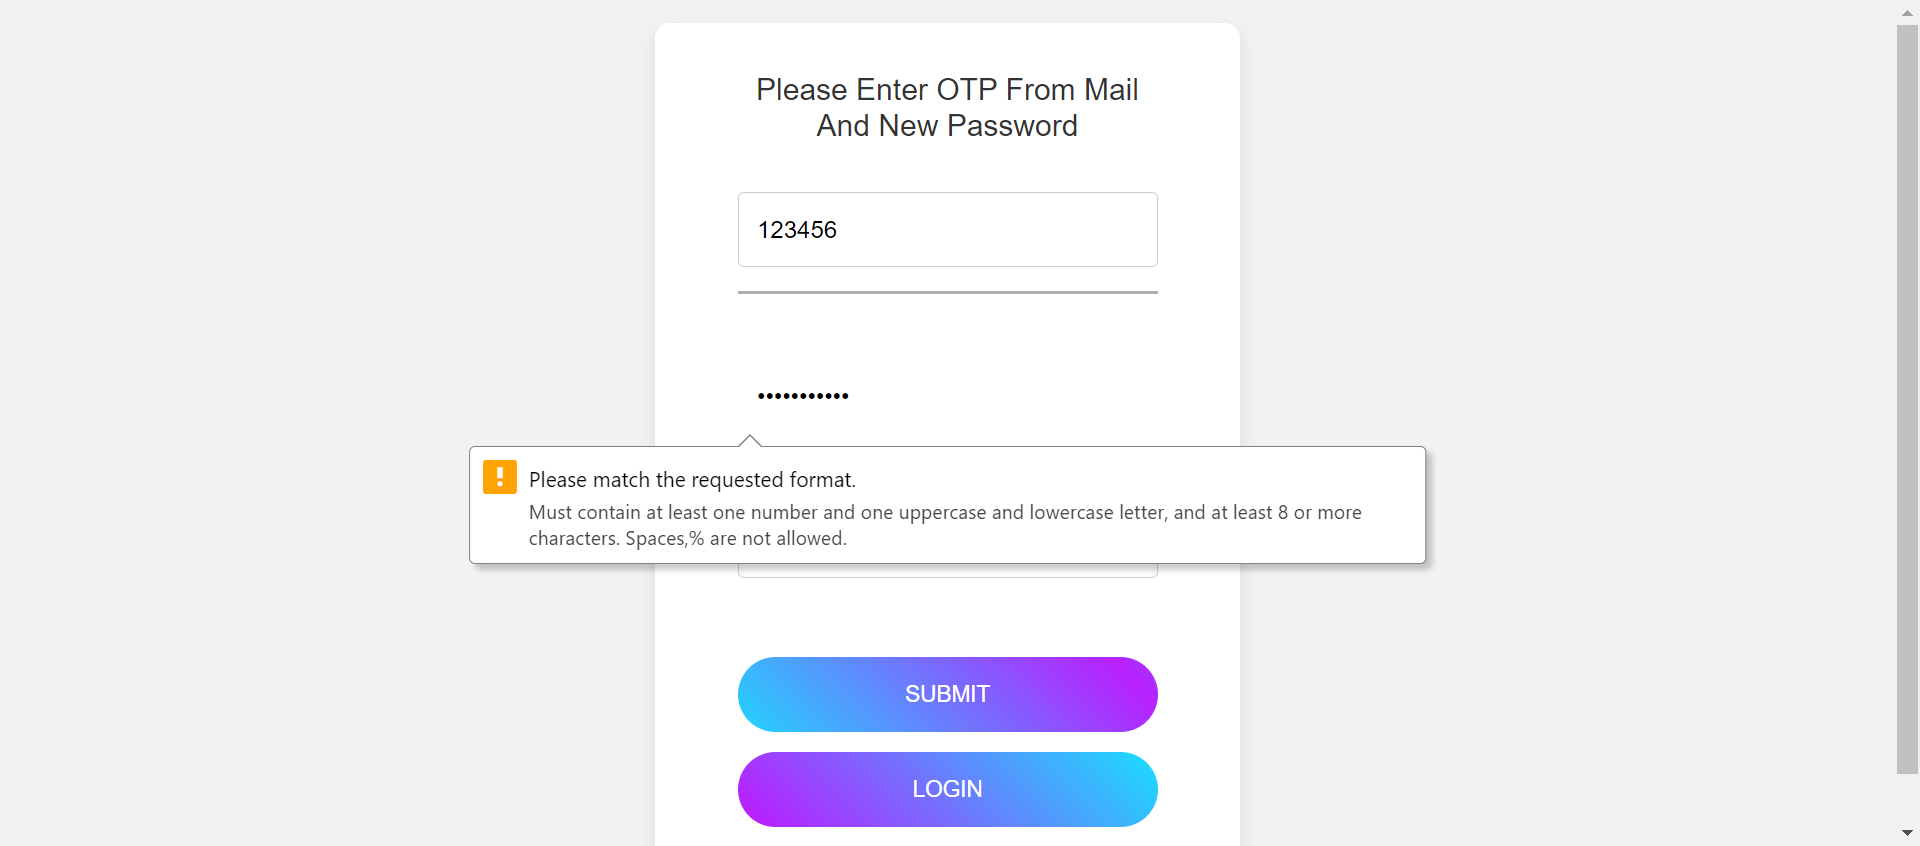 Please Enter OTP From Mail
And New Password
123456
•••••••••••
Please match the requested format.
Must contain at least one number and one uppercase and lowercase letter, and at least 8 or more
characters. Spaces,% are not allowed.
SUBMIT
LOGIN